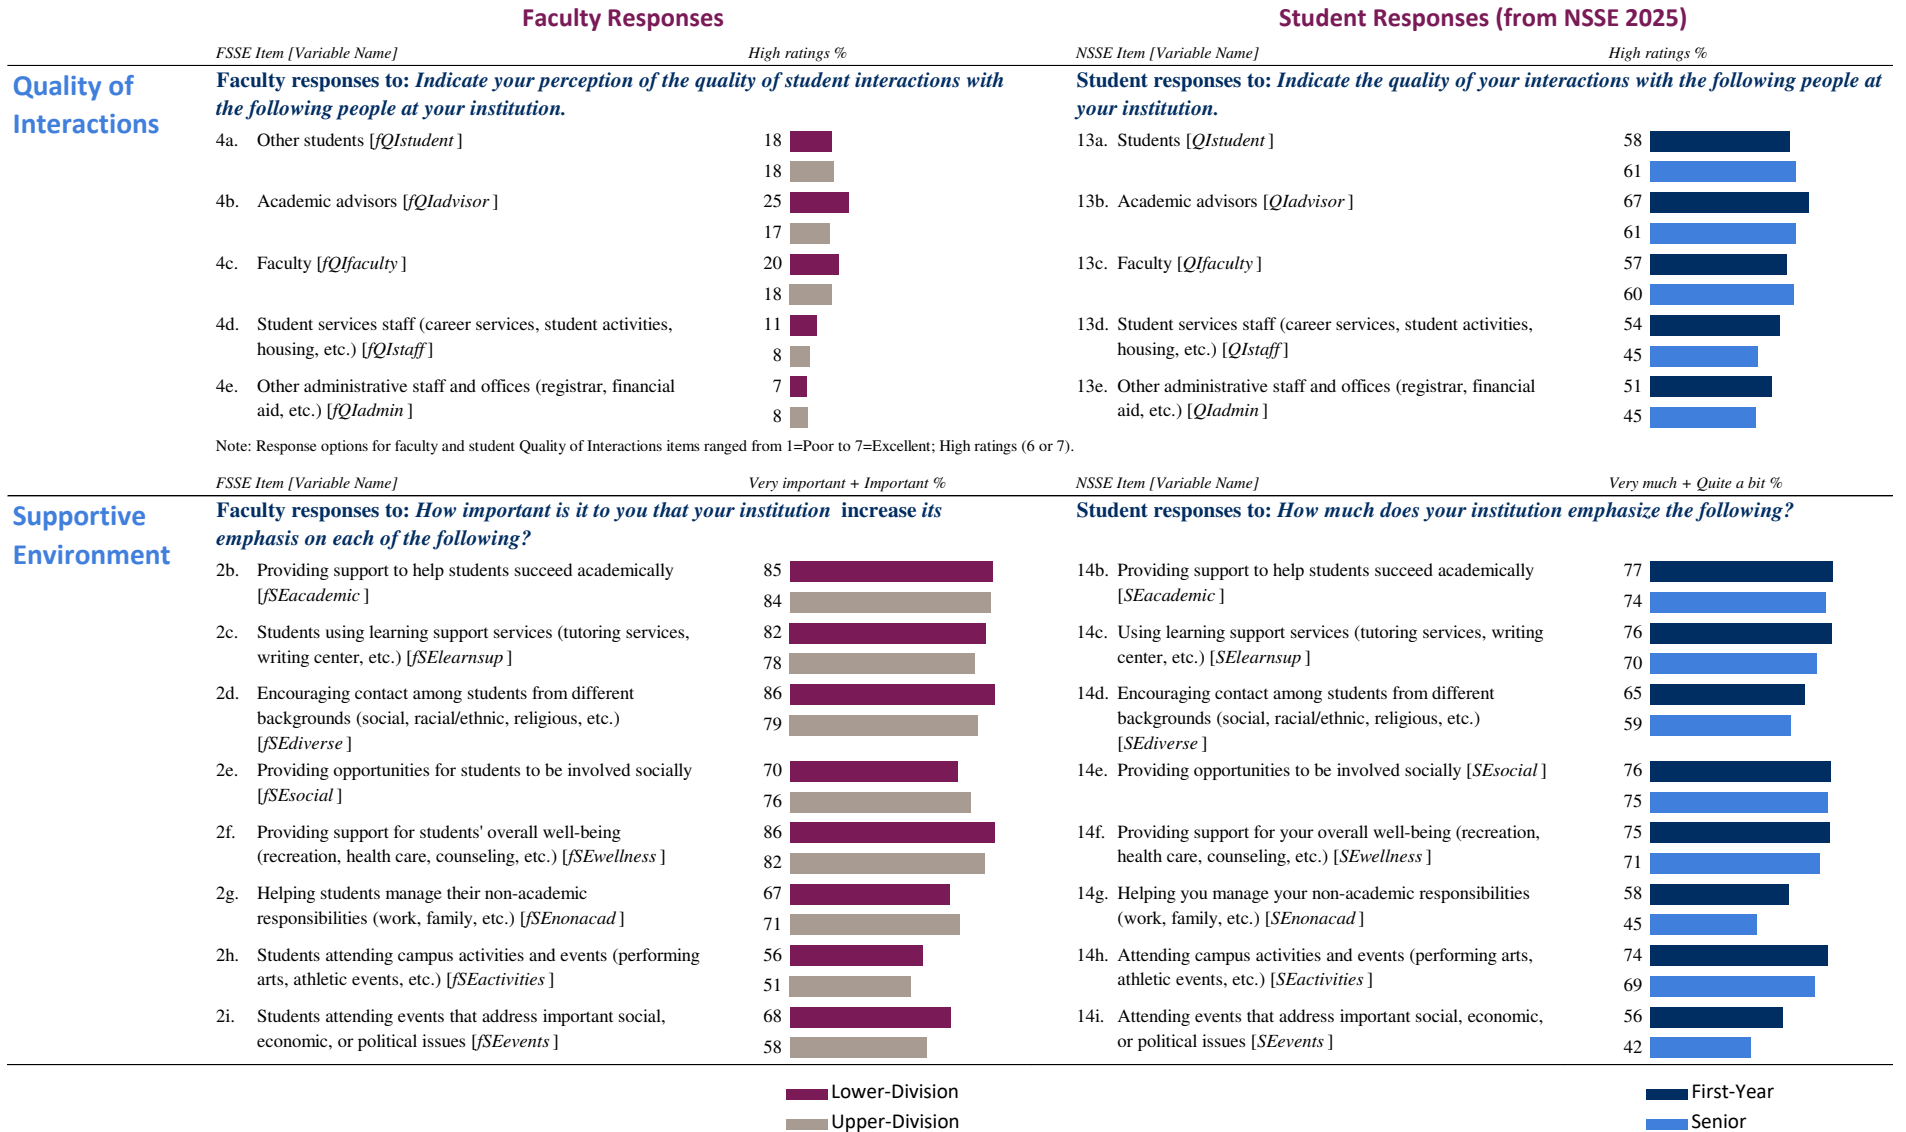 Faculty Responses
Student Responses (from NSSE 2025)
FSSE Item [Variable Name]
High ratings %
NSSE Item [Variable Name]
High ratings %
Quality of
Interactions
Faculty responses to: Indicate your perception of the quality of student interactions with
the following people at your institution.
Student responses to: Indicate the quality of your interactions with the following people at
your institution.
4a. Other students [fQIstudent ]
18
18
13a. Students [QIstudent ]
58
61
4b. Academic advisors [fQIadvisor ]
25
17
13b. Academic advisors [QIadvisor ]
67
61
4c. Faculty [fQIfaculty ]
20
18
13c. Faculty [QIfaculty ]
57
60
4d. Student services staff (career services, student activities,
housing, etc.) [fQIstaff ]
11
8
13d. Student services staff (career services, student activities,
housing, etc.) [QIstaff ]
54
45
4e. Other administrative staff and offices (registrar, financial
aid, etc.) [fQIadmin ]
7
8
13e. Other administrative staff and offices (registrar, financial
aid, etc.) [QIadmin ]
51
45
Note: Response options for faculty and student Quality of Interactions items ranged from 1=Poor to 7=Excellent; High ratings (6 or 7).
FSSE Item [Variable Name]
Very important + Important %
NSSE Item [Variable Name]
Very much + Quite a bit %
Supportive
Environment
Faculty responses to: How important is it to you that your institution increase its
emphasis on each of the following?
Student responses to: How much does your institution emphasize the following?
2b. Providing support to help students succeed academically
[fSEacademic ]
85
84
14b. Providing support to help students succeed academically
[SEacademic ]
77
74
2c. Students using learning support services (tutoring services,
writing center, etc.) [fSElearnsup ]
82
78
14c. Using learning support services (tutoring services, writing
center, etc.) [SElearnsup ]
76
70
2d. Encouraging contact among students from different
backgrounds (social, racial/ethnic, religious, etc.)
[fSEdiverse ]
86
79
14d. Encouraging contact among students from different
backgrounds (social, racial/ethnic, religious, etc.)
[SEdiverse ]
65
59
2e. Providing opportunities for students to be involved socially
[fSEsocial ]
70
76
14e. Providing opportunities to be involved socially [SEsocial ]
76
75
2f. Providing support for students' overall well-being
(recreation, health care, counseling, etc.) [fSEwellness ]
86
82
14f. Providing support for your overall well-being (recreation,
health care, counseling, etc.) [SEwellness ]
75
71
2g. Helping students manage their non-academic
responsibilities (work, family, etc.) [fSEnonacad ]
67
71
14g. Helping you manage your non-academic responsibilities
(work, family, etc.) [SEnonacad ]
58
45
2h. Students attending campus activities and events (performing
arts, athletic events, etc.) [fSEactivities ]
56
51
14h. Attending campus activities and events (performing arts,
athletic events, etc.) [SEactivities ]
74
69
2i. Students attending events that address important social,
economic, or political issues [fSEevents ]
68
58
14i. Attending events that address important social, economic,
or political issues [SEevents ]
56
42
Lower-Division
Upper-Division
First-Year
Senior